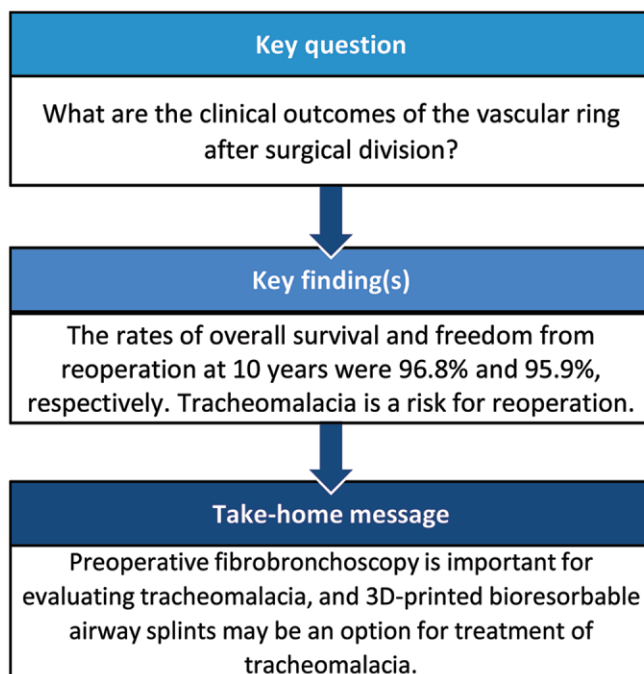 Key question
What are the clinical outcomes of the vascular ring
after surgical division?
Key finding(s)
The rates of overall survival and freedom from
reoperation at 10 years were 96.8% and 95.9%,
respectively. Tracheomalacia is a risk for reoperation.
Take-home message
Preoperative fibrobronchoscopy is important for
evaluating tracheomalacia, and 3D-printed bioresorbable
airway splints may be an option for treatment of
tracheomalacia.